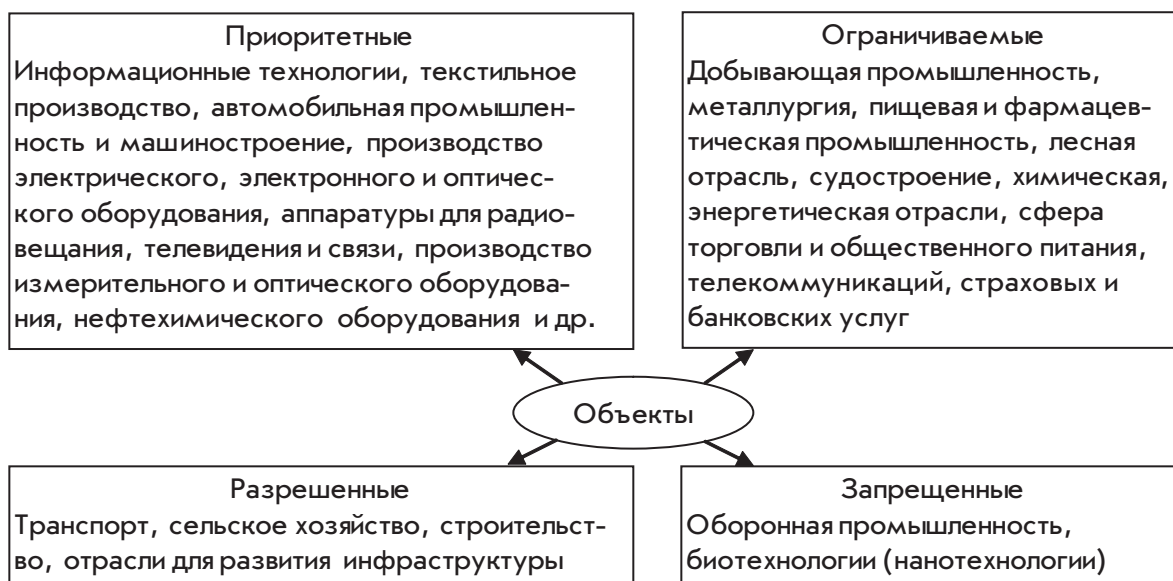 Приоритетные
Информационные технологии, текстильное
производство, автомобильная промышлен-
ность и машиностроение, производство
электрического, электронного и оптичес-
кого оборудования, аппаратуры для радио-
вещания, телевидения и связи, производство
измерительного и оптического оборудова-
ния, нефтехимического оборудования и др.
Ограничиваемые
Добывающая промышленность,
металлургия, пищевая и фармацев-
тическая промышленность, лесная
отрасль, судостроение, химическая,
энергетическая отрасли, сфера
торговли и общественного питания,
телекоммуникаций, страховых и
банковских услуг
Объекты
Разрешенные
Транспорт, сельское хозяйство, строительст-
во, отрасли для развития инфраструктуры
Запрещенные
Оборонная промышленность,
биотехнологии (нанотехнологии)